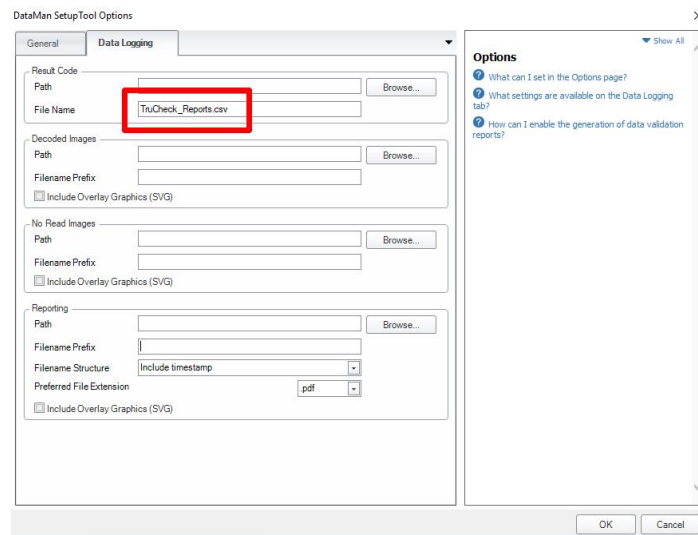 DataMan SetupTool Options
General
Data Logging
Result Code
Path
Browse...
File Name
TruCheck_Reports.csv
Decoded Images
Path
Browse...
Filename Prefix
Include Overlay Graphics (SVG)
No Read Images
Path
Browse...
Filename Prefix
Include Overlay Graphics (SVG)
Reporting
Path
Browse...
Filename Prefix
Filename Structure
Include timestamp
Preferred File Extension
.pdf
Include Overlay Graphics (SVG)
Show All
Options
What can I set in the Options page?
What settings are available on the Data Logging
tab?
How can I enable the generation of data validation
reports?
OK
Cancel